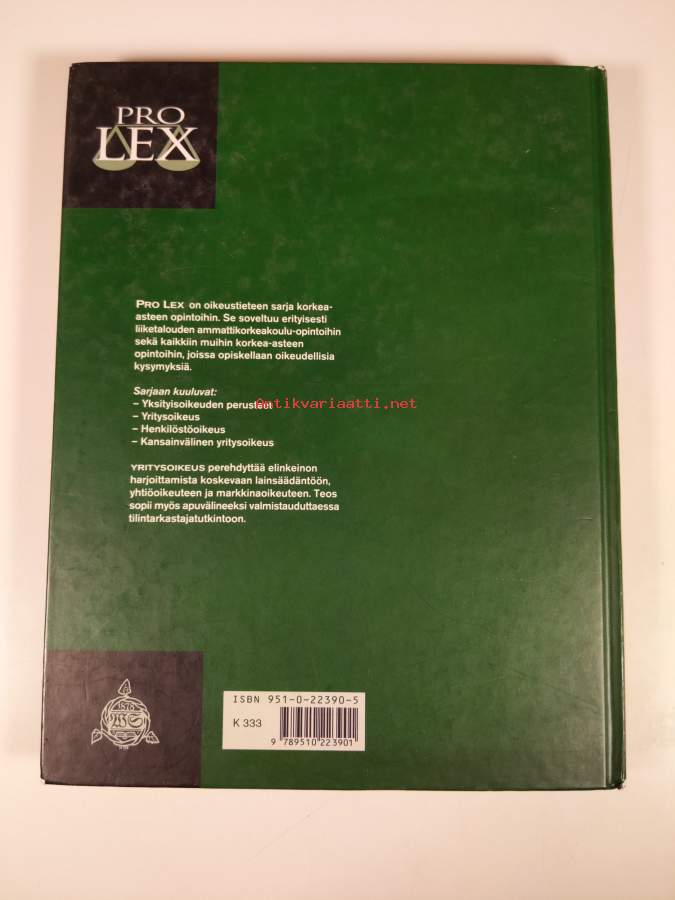 PRO
LEX
PRO LEX on oikeustieteen sarja korkea-
asteen opintoihin. Se soveltuu erityisesti
liiketalouden ammattikorkeakoulu-opintoihin
sekä kaikkiin muihin korkea-asteen
opintoihin, joissa opiskellaan oikeudellisia
kysymyksiä.
Sarjaan kuuluvat:
– Yksityisoikeuden perusteet
Antikvariaatti.net
– Yritysoikeus
– Henkilöstöoikeus
– Kansainvälinen yritysoikeus
YRITYSOIKEUS perehdyttää elinkeinon
harjoittamista koskevaan lainsäädäntöön,
yhtiöoikeuteen ja markkinaoikeuteen. Teos
sopii myös apuvälineeksi valmistauduttaessa
tilintarkastajatutkintoon.
1878
WS
ISBN 951-0-22390-5
K 333
9 789510 223901